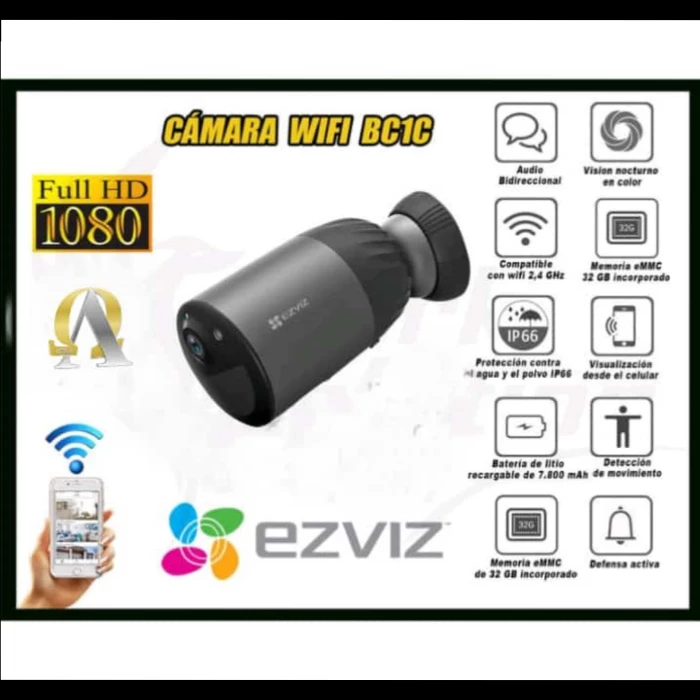 CÁMARA WIFI BC1C
Full HD
1080
EZVIZ
ezviz
Audio
Bidireccional
Vision nocturno
en color
Compatible
con wifi 2,4 GHz
32G
Memoria eMMC
32 GB incorporado
IP66
Protección contra
agua y el polvo IP66
Visualización
desde el celular
Batería de litio
recargable de 7.800 mAh
Detección
de movimiento
32G
Memoria eMMC
de 32 GB incorporado
Defensa activa